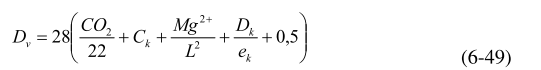 D_v = 28(CO_2/22 + C_k + Mg^{2+}/L^2 + D_k/e_k + 0,5) (6-49)